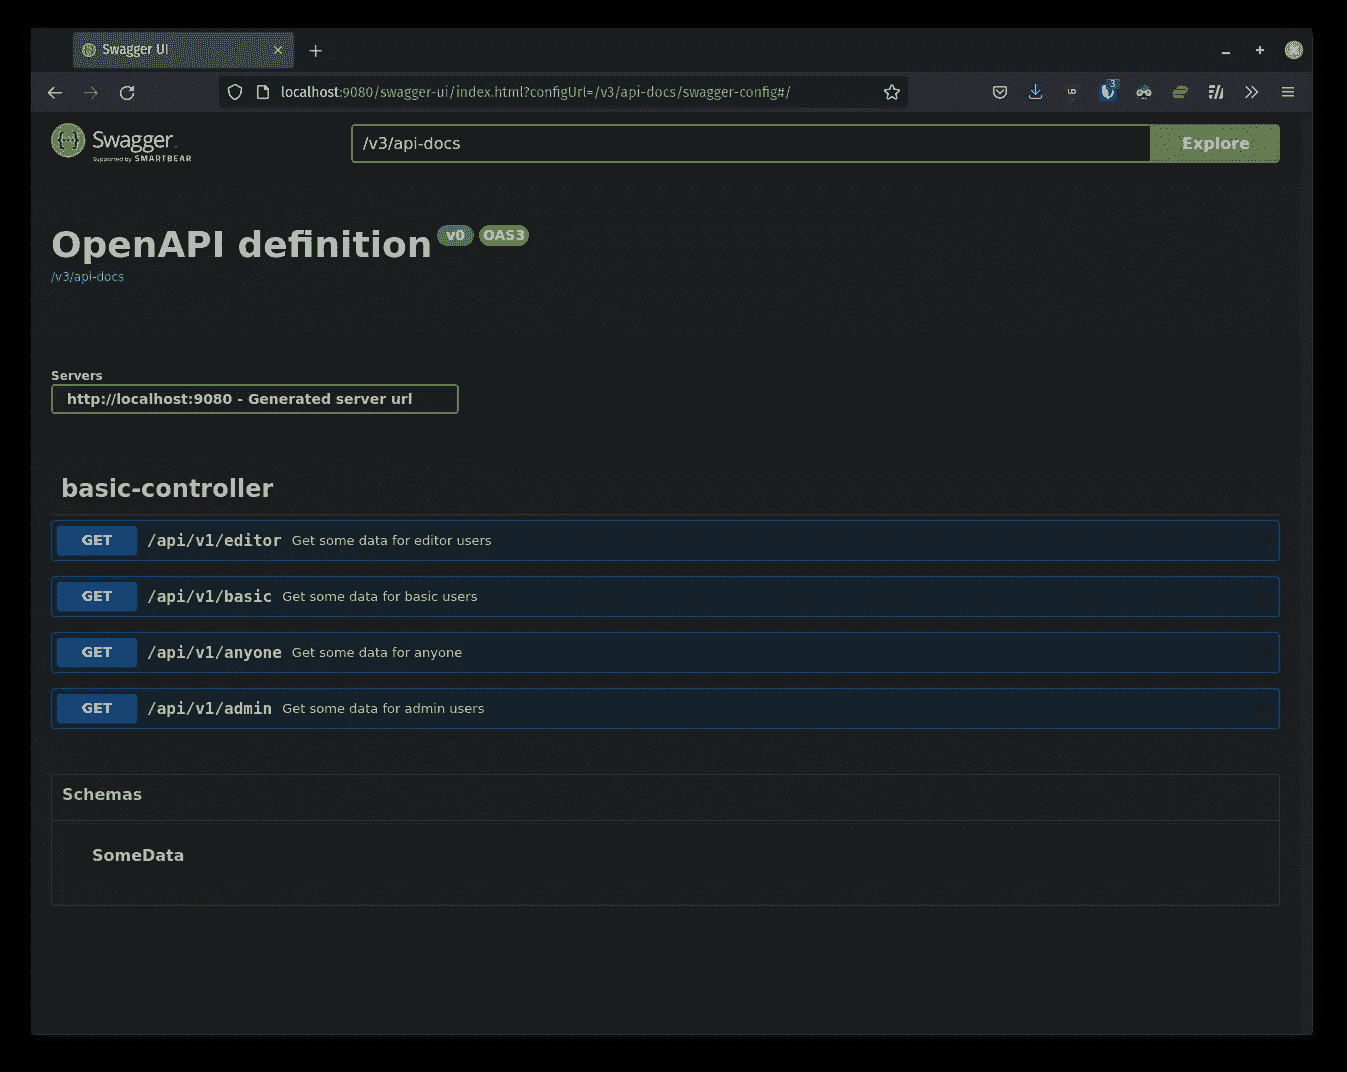 Swagger UI
localhost:9080/swagger-ui/index.html?configUrl=/v3/api-docs/swagger-config#/
3
Swagger.
Supported by SMARTBEAR
/v3/api-docs
Explore
OpenAPI definition v0 OAS3
/v3/api-docs
Servers
http://localhost:9080 - Generated server url
basic-controller
GET /api/v1/editor Get some data for editor users
GET /api/v1/basic Get some data for basic users
GET /api/v1/anyone Get some data for anyone
GET /api/v1/admin Get some data for admin users
Schemas
SomeData